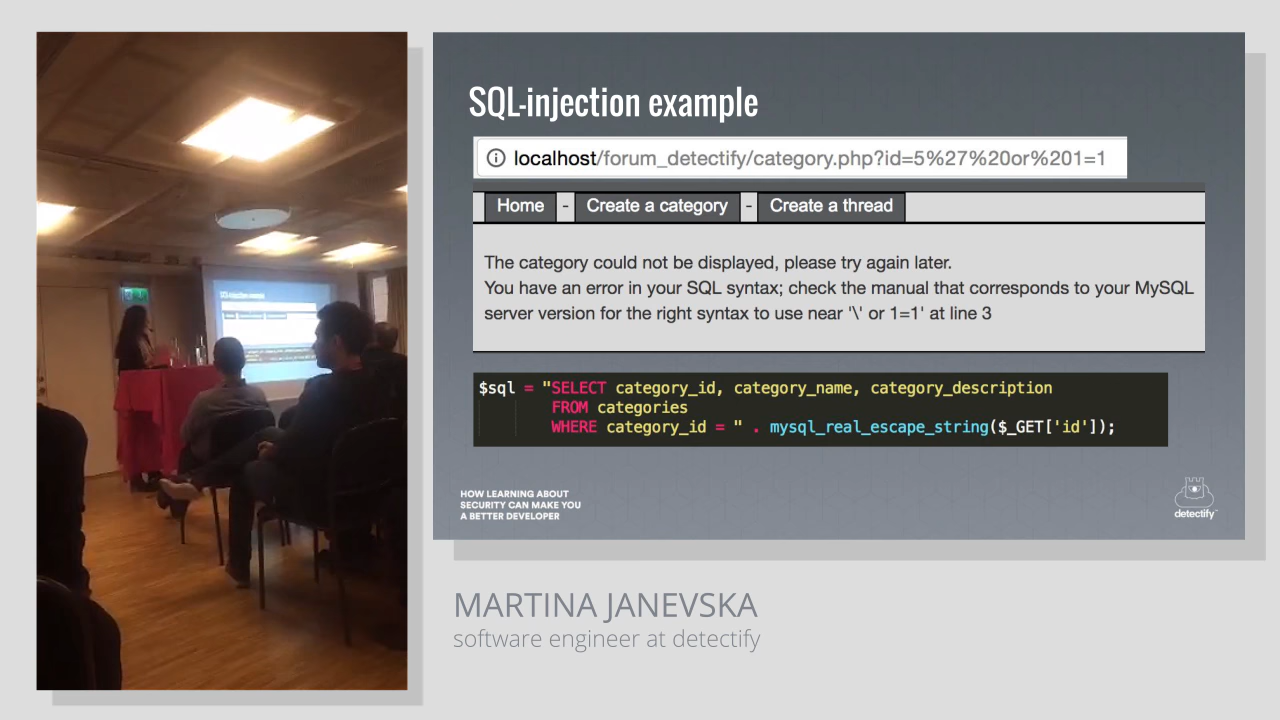 SQL-injection example
localhost/forum_detectify/category.php?id=5%27%20or%201=1
Home - Create a category - Create a thread
The category could not be displayed, please try again later.
You have an error in your SQL syntax; check the manual that corresponds to your MySQL
server version for the right syntax to use near '\' or 1=1' at line 3
$sql = "SELECT category_id, category_name, category_description
FROM categories
WHERE category_id = " . mysql_real_escape_string($_GET['id']);
HOW LEARNING ABOUT
SECURITY CAN MAKE YOU
A BETTER DEVELOPER
detectify
MARTINA JANEVSKA
software engineer at detectify